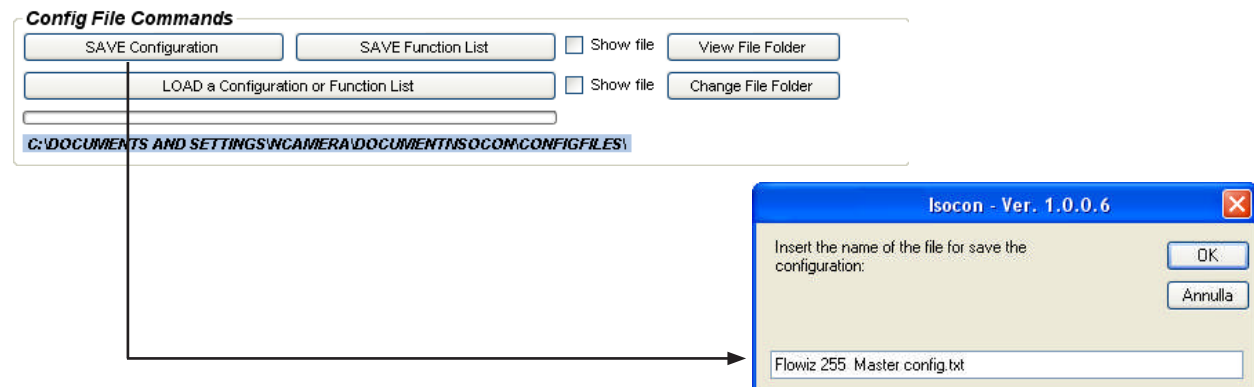 Config File Commands
SAVE Configuration SAVE Function List Show file View File Folder
LOAD a Configuration or Function List Show file Change File Folder
C:\DOCUMENTS AND SETTINGS\NCAMERA\DOCUMENTI\ISOCON\CONFIGFILES\
Isocon - Ver. 1.0.0.6
Insert the name of the file for save the
configuration:
OK
Annulla
Flowiz 255 Master config.txt